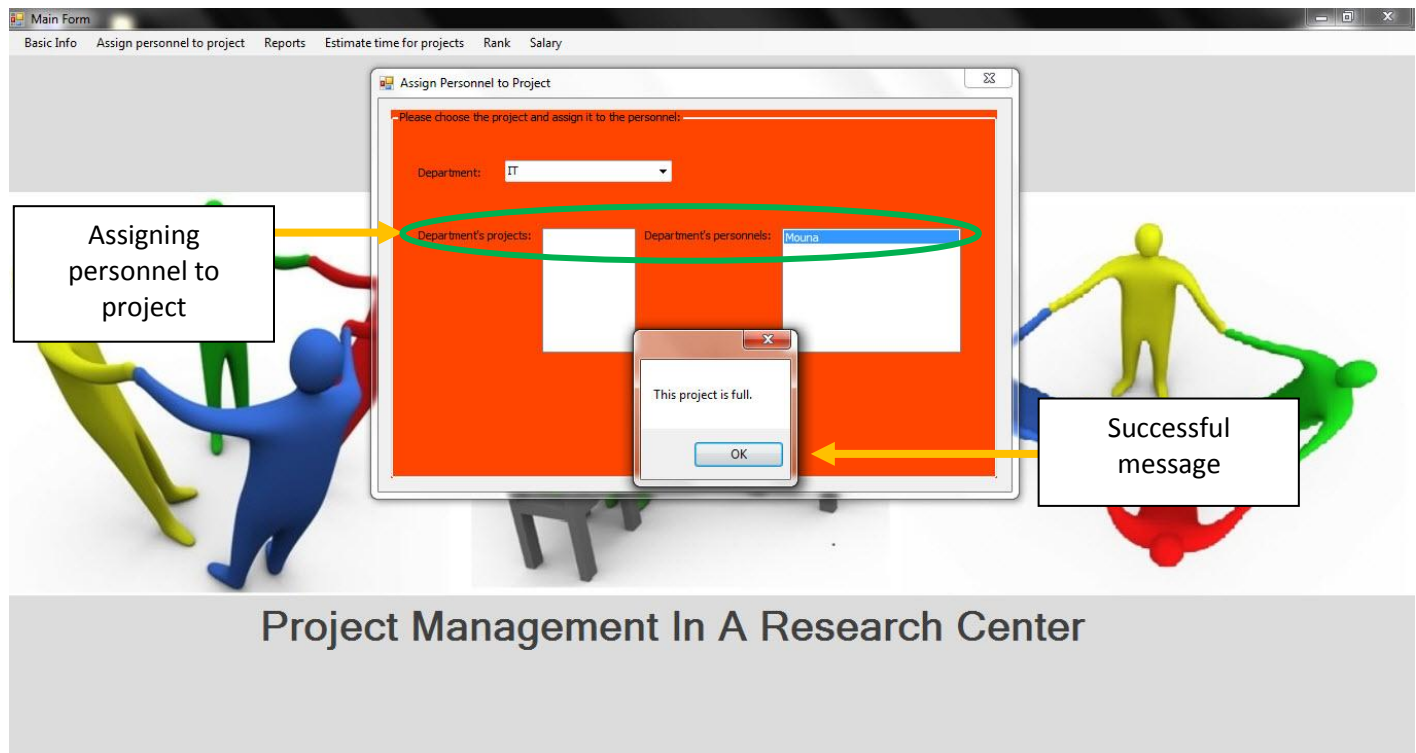 Main Form
Basic Info Assign personnel to project Reports Estimate time for projects Rank Salary
Assign Personnel to Project
Please choose the project and assign it to the personnel:
Department: IT
Department's projects: Department's personnels: Mouna
Assigning
personnel to
project
This project is full.
OK
Successful
message
Project Management In A Research Center